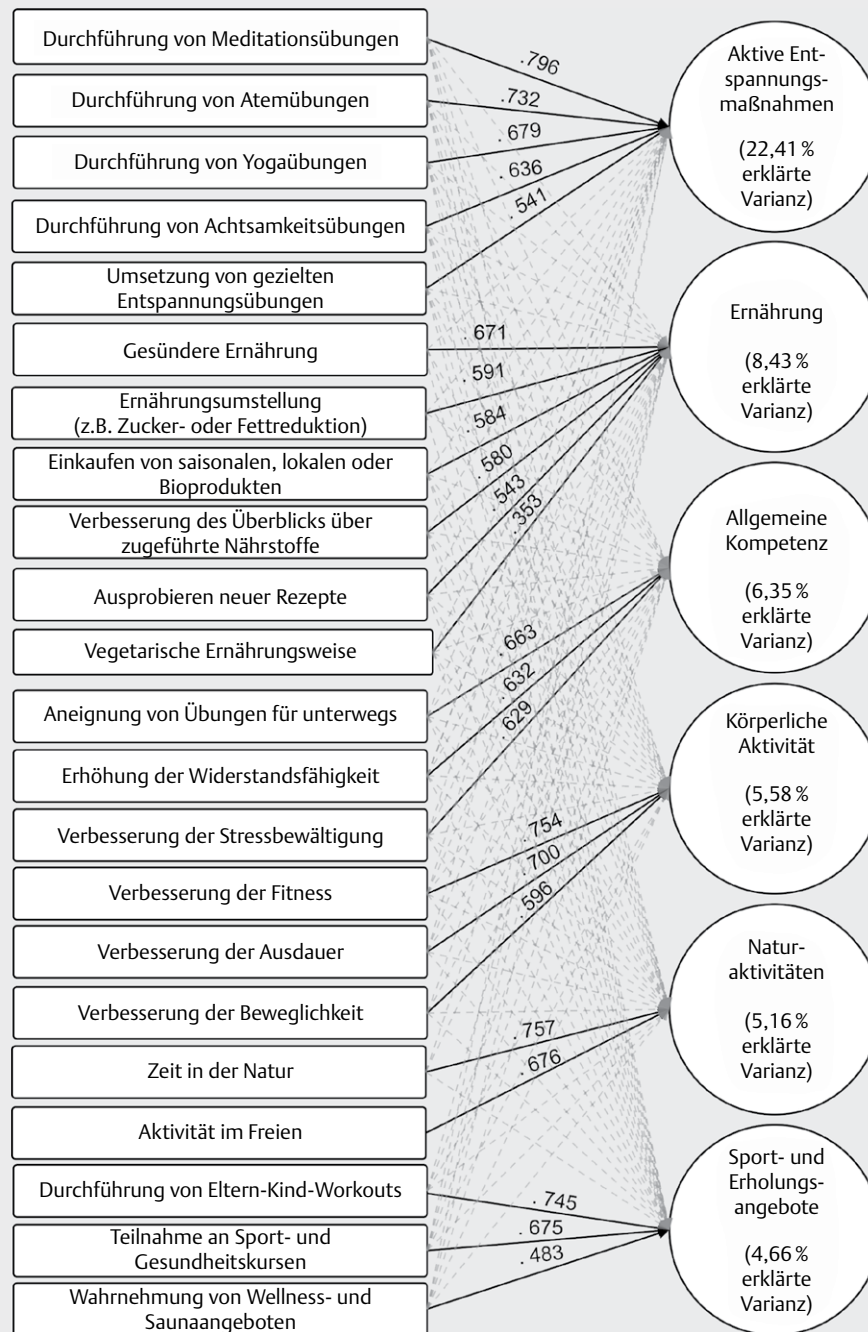 Durchführung von Meditationsübungen
Durchführung von Atemübungen
Durchführung von Yogaübungen
Durchführung von Achtsamkeitsübungen
Umsetzung von gezielten
Entspannungsübungen
Gesündere Ernährung
Ernährungsumstellung
(z.B. Zucker- oder Fettreduktion)
Einkaufen von saisonalen, lokalen oder
Bioprodukten
Verbesserung des Überblicks über
zugeführte Nährstoffe
Ausprobieren neuer Rezepte
Vegetarische Ernährungsweise
Aneignung von Übungen für unterwegs
Erhöhung der Widerstandsfähigkeit
Verbesserung der Stressbewältigung
Verbesserung der Fitness
Verbesserung der Ausdauer
Verbesserung der Beweglichkeit
Zeit in der Natur
Aktivität im Freien
Durchführung von Eltern-Kind-Workouts
Teilnahme an Sport- und
Gesundheitskursen
Wahrnehmung von Wellness- und
Saunaangeboten
.796
.732
.679
.636
.541
.671
.591
.584
.580
.543
.353
.663
.632
.629
.754
.700
.596
.757
.676
.745
.675
.483
Aktive Ent-
spannungs-
maßnahmen
(22,41 %
erklärte
Varianz)
Ernährung
(8,43 %
erklärte
Varianz)
Allgemeine
Kompetenz
(6,35 %
erklärte
Varianz)
Körperliche
Aktivität
(5,58 %
erklärte
Varianz)
Natur-
aktivitäten
(5,16 %
erklärte
Varianz)
Sport- und
Erholungs-
angebote
(4,66 %
erklärte
Varianz)